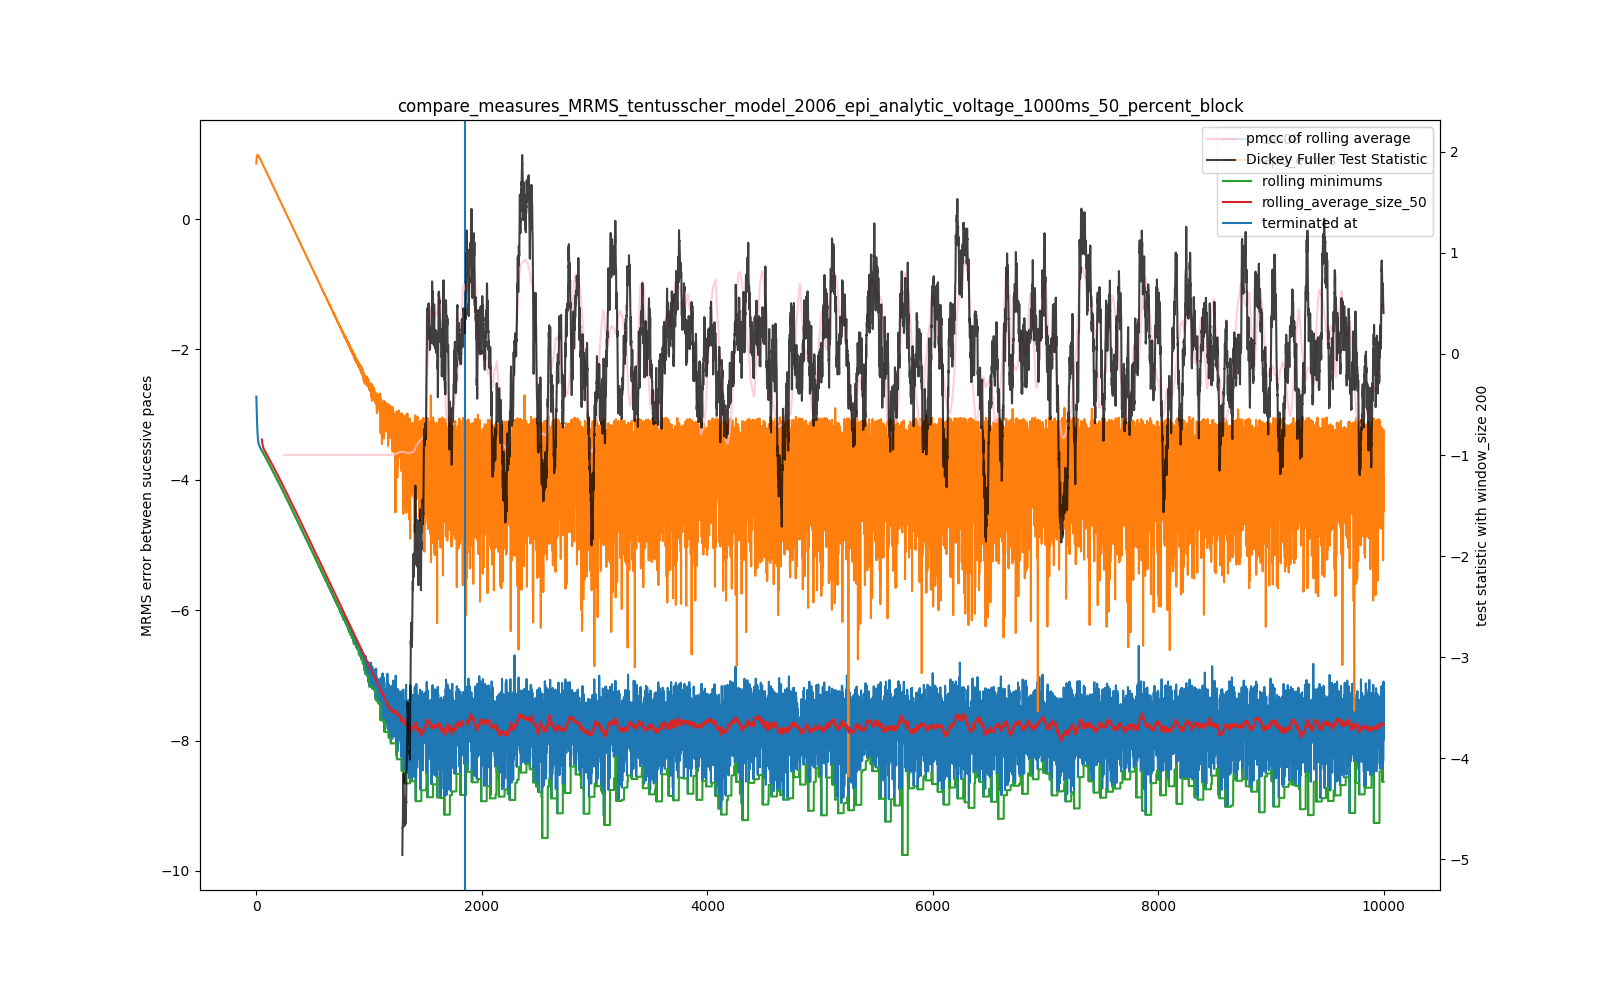 compare_measures_MRMS_tentusscher_model_2006_epi_analytic_voltage_1000ms_50_percent_block
pmcc of rolling average
Dickey Fuller Test Statistic
rolling minimums
rolling_average_size_50
terminated at
MRMS error between sucessive paces
0
−2
−4
−6
−8
−10
2
1
0
−1
−2
−3
−4
−5
test statistic with window_size 200
0
2000
4000
6000
8000
10000